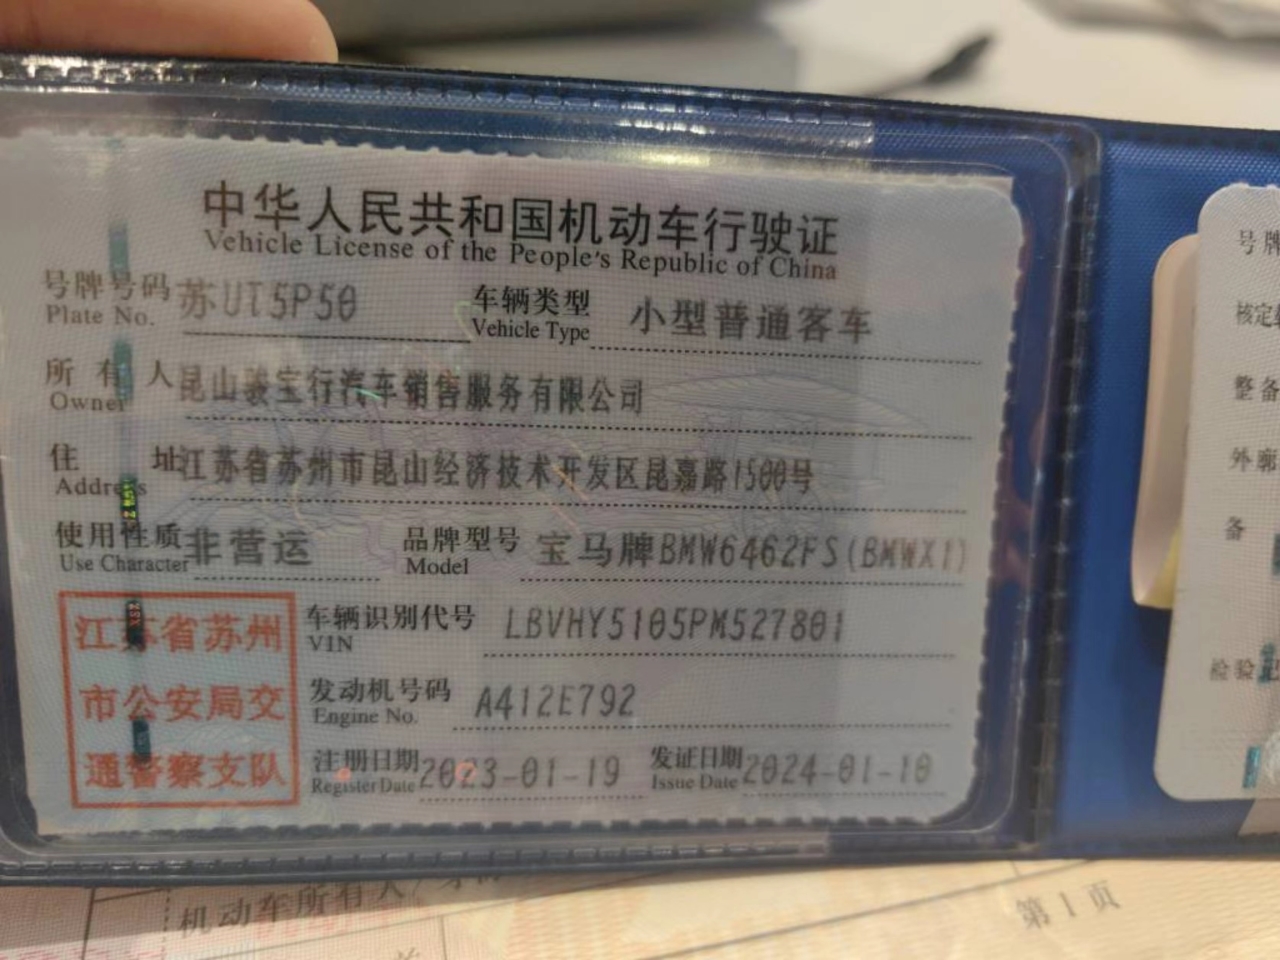 中华人民共和国机动车行驶证
Vehicle License of the People's Republic of China
号牌号码 苏UT5P50 车辆类型 小型普通客车
Plate No. Vehicle Type
所有人 昆山骏宝行汽车销售服务有限公司
Owner
住址 江苏省苏州市昆山经济技术开发区昆嘉路1500号
Address
使用性质 非营运 品牌型号 宝马牌BMW6462FS(BMWX1)
Use Character Model
江苏省苏州
市公安局交
通警察支队
车辆识别代号 LBVHY5105PM527801
VIN
发动机号码 A412E792
Engine No.
注册日期 2023-01-19 发证日期 2024-01-10
Register Date Issue Date
号牌
核定
整备
外廓
备
检验
机动车所有人/
第1页